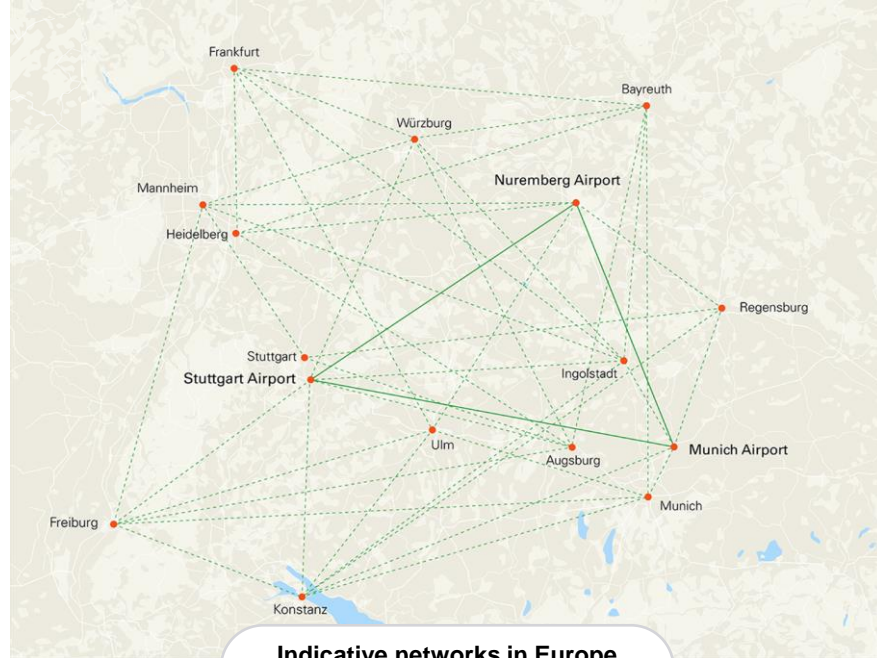 Frankfurt
Bayreuth
Würzburg
Nuremberg Airport
Mannheim
Heidelberg
Regensburg
Stuttgart
Ingolstadt
Stuttgart Airport
Ulm
Munich Airport
Augsburg
Munich
Freiburg
Konstanz
Indicative networks in Europe